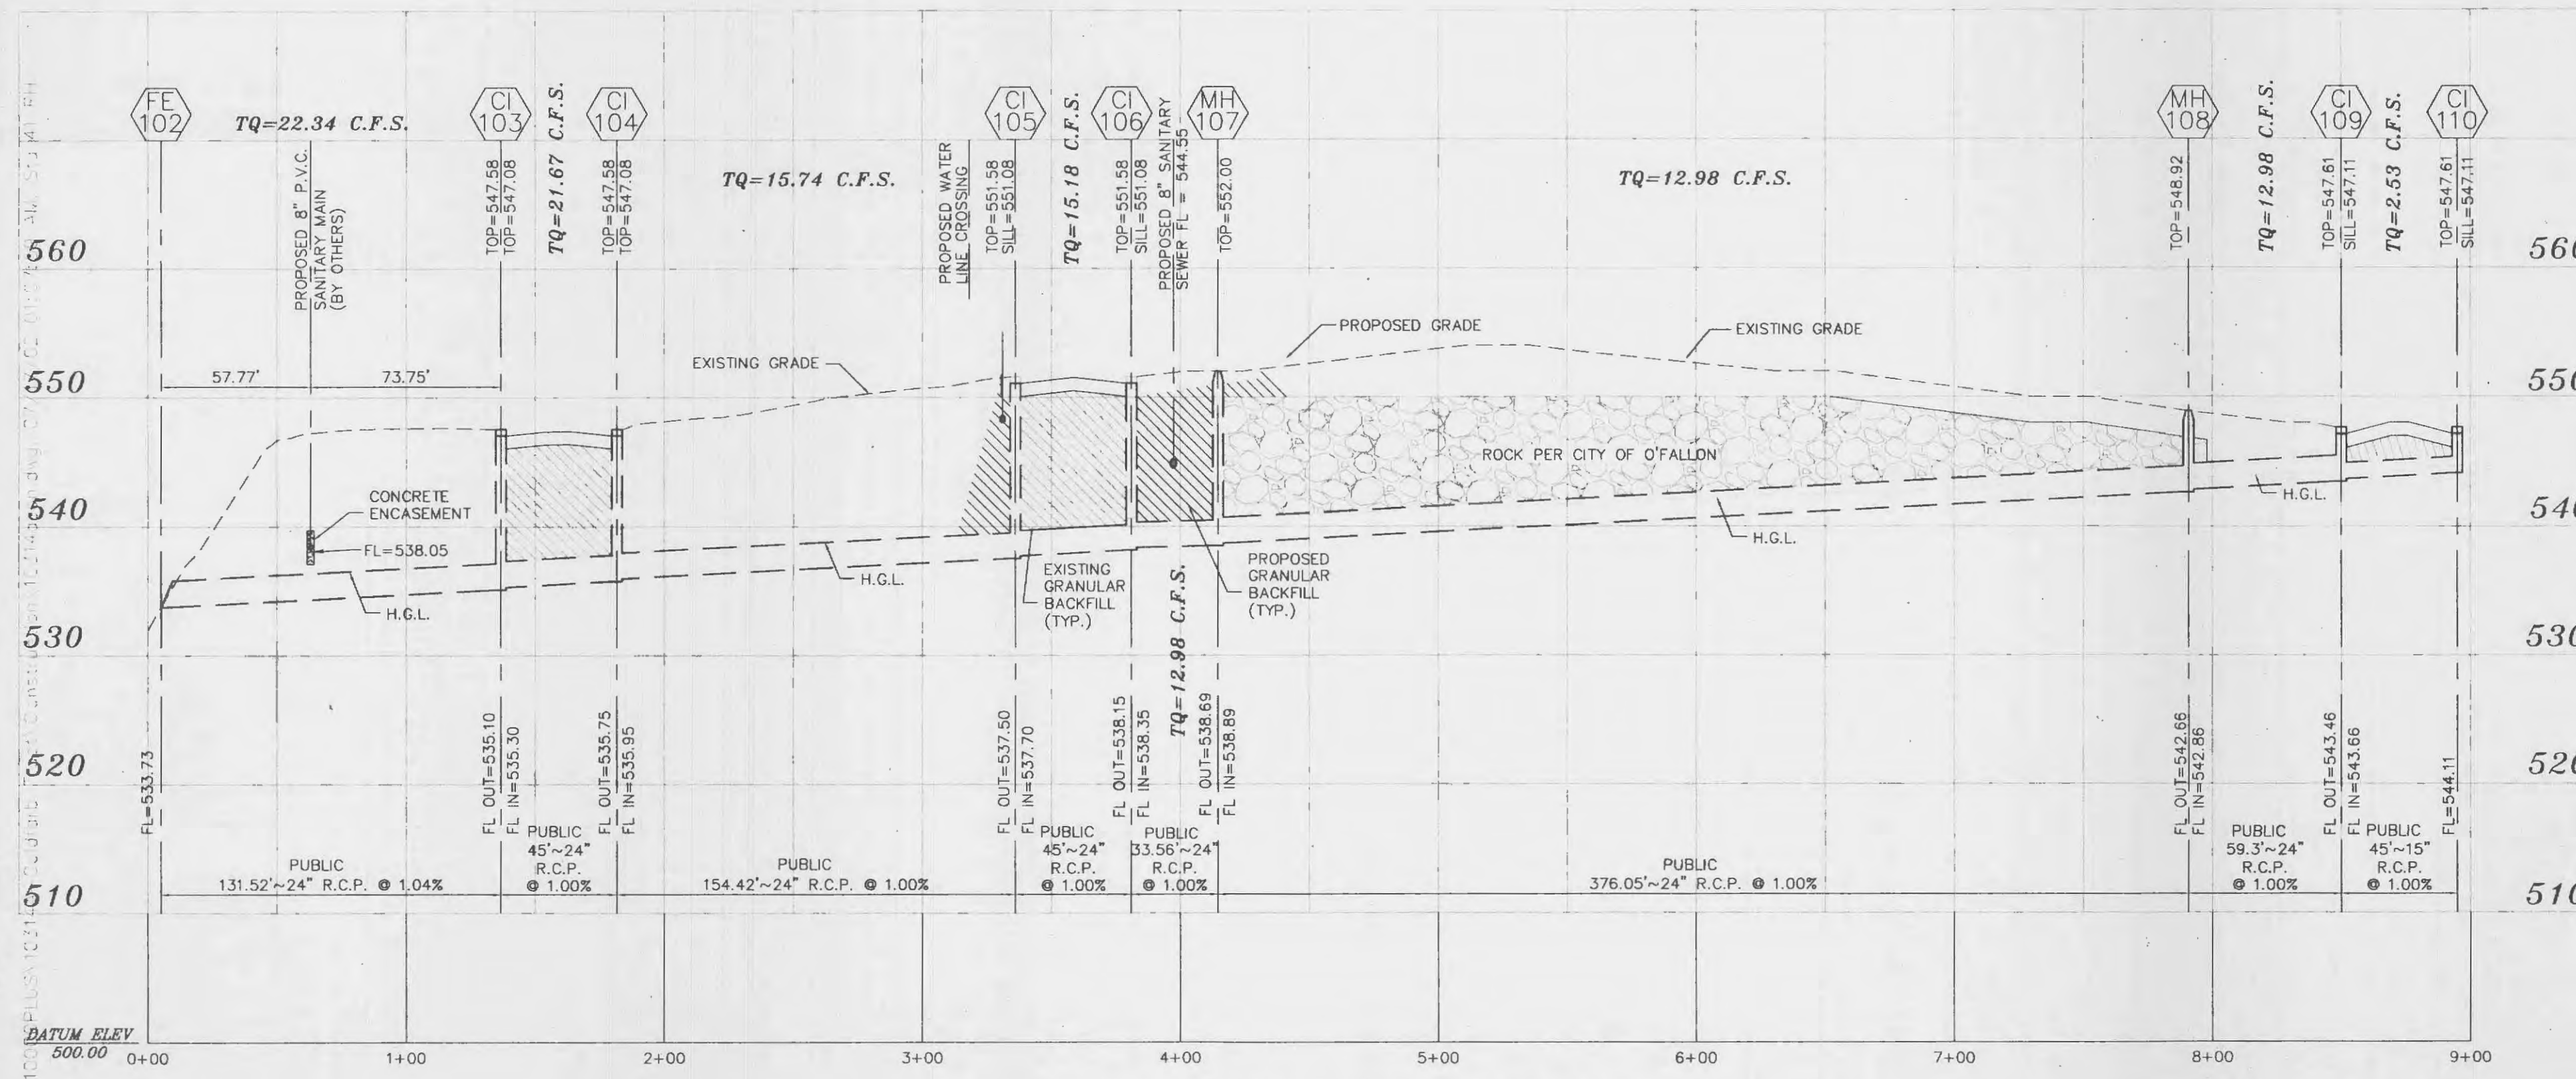 FE
102
TQ=22.34 C.F.S.
CI
103
TQ=21.67 C.F.S.
CI
104
TQ=15.74 C.F.S.
CI
105
TQ=15.18 C.F.S.
CI
106
MH
107
TQ=12.98 C.F.S.
MH
108
TQ=12.98 C.F.S.
CI
109
TQ=2.53 C.F.S.
CI
110
PROPOSED 8" P.V.C.
SANITARY MAIN
(BY OTHERS)
TOP=547.58
TOP=547.08
TOP=547.58
TOP=547.08
PROPOSED WATER
LINE CROSSING
TOP=551.58
SILL=551.08
TOP=551.58
SILL=551.08
PROPOSED 8" SANITARY
SEWER FL = 544.55
TOP=552.00
TOP=548.92
TOP=547.61
SILL=547.11
TOP=547.61
SILL=547.11
560
550
540
530
520
510
560
550
540
530
520
510
57.77'
73.75'
EXISTING GRADE
PROPOSED GRADE
EXISTING GRADE
CONCRETE
ENCASEMENT
FL=538.05
H.G.L.
H.G.L.
EXISTING
GRANULAR
BACKFILL
(TYP.)
TQ=12.98 C.F.S.
PROPOSED
GRANULAR
BACKFILL
(TYP.)
ROCK PER CITY OF O'FALLON
H.G.L.
H.G.L.
FL=533.73
FL OUT=535.10
FL IN=535.30
FL OUT=535.75
FL IN=535.95
FL OUT=537.50
FL IN=537.70
FL OUT=538.15
FL IN=538.35
FL OUT=538.69
FL IN=538.89
FL OUT=542.66
FL IN=542.86
FL OUT=543.46
FL IN=543.66
FL=544.11
PUBLIC
131.52'~24" R.C.P. @ 1.04%
PUBLIC
45'~24"
R.C.P.
@ 1.00%
PUBLIC
154.42'~24" R.C.P. @ 1.00%
PUBLIC
45'~24"
R.C.P.
@ 1.00%
PUBLIC
33.56'~24"
R.C.P.
@ 1.00%
PUBLIC
376.05'~24" R.C.P. @ 1.00%
PUBLIC
59.3'~24"
R.C.P.
@ 1.00%
PUBLIC
45'~15"
R.C.P.
@ 1.00%
DATUM ELEV
500.00
0+00
1+00
2+00
3+00
4+00
5+00
6+00
7+00
8+00
9+00